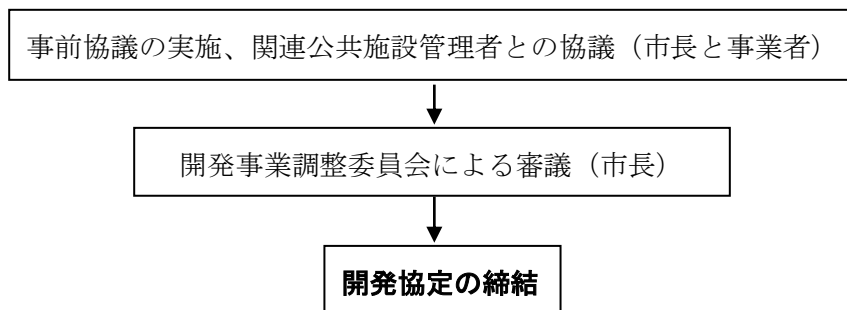 事前協議の実施、関連公共施設管理者との協議（市長と事業者）
開発事業調整委員会による審議（市長）
開発協定の締結